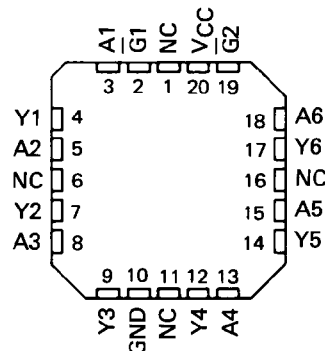 A1 G̅1 NC VCC G̅2
3 2 1 20 19
Y1 4 18 A6
A2 5 17 Y6
NC 6 16 NC
Y2 7 15 A5
A3 8 14 Y5
9 10 11 12 13
Y3 GND NC Y4 A4